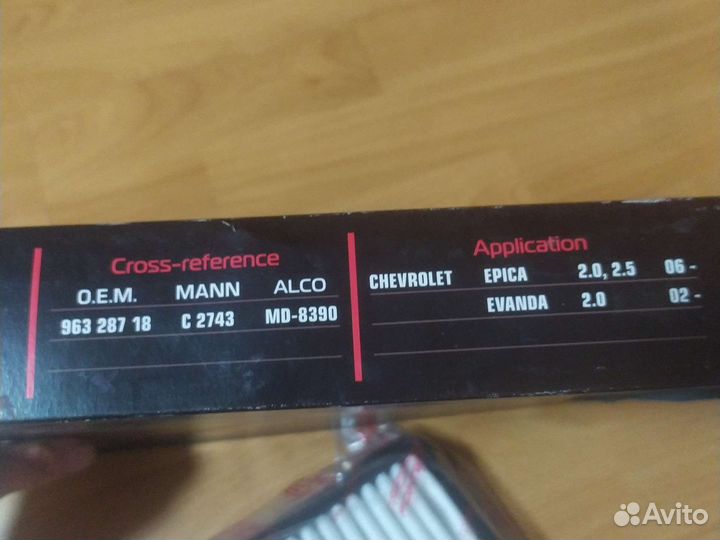 Cross-reference
O.E.M. MANN ALCO
963 287 18 C 2743 MD-8390
Application
CHEVROLET EPICA 2.0, 2.5 06 -
EVANDA 2.0 02 -
Avito